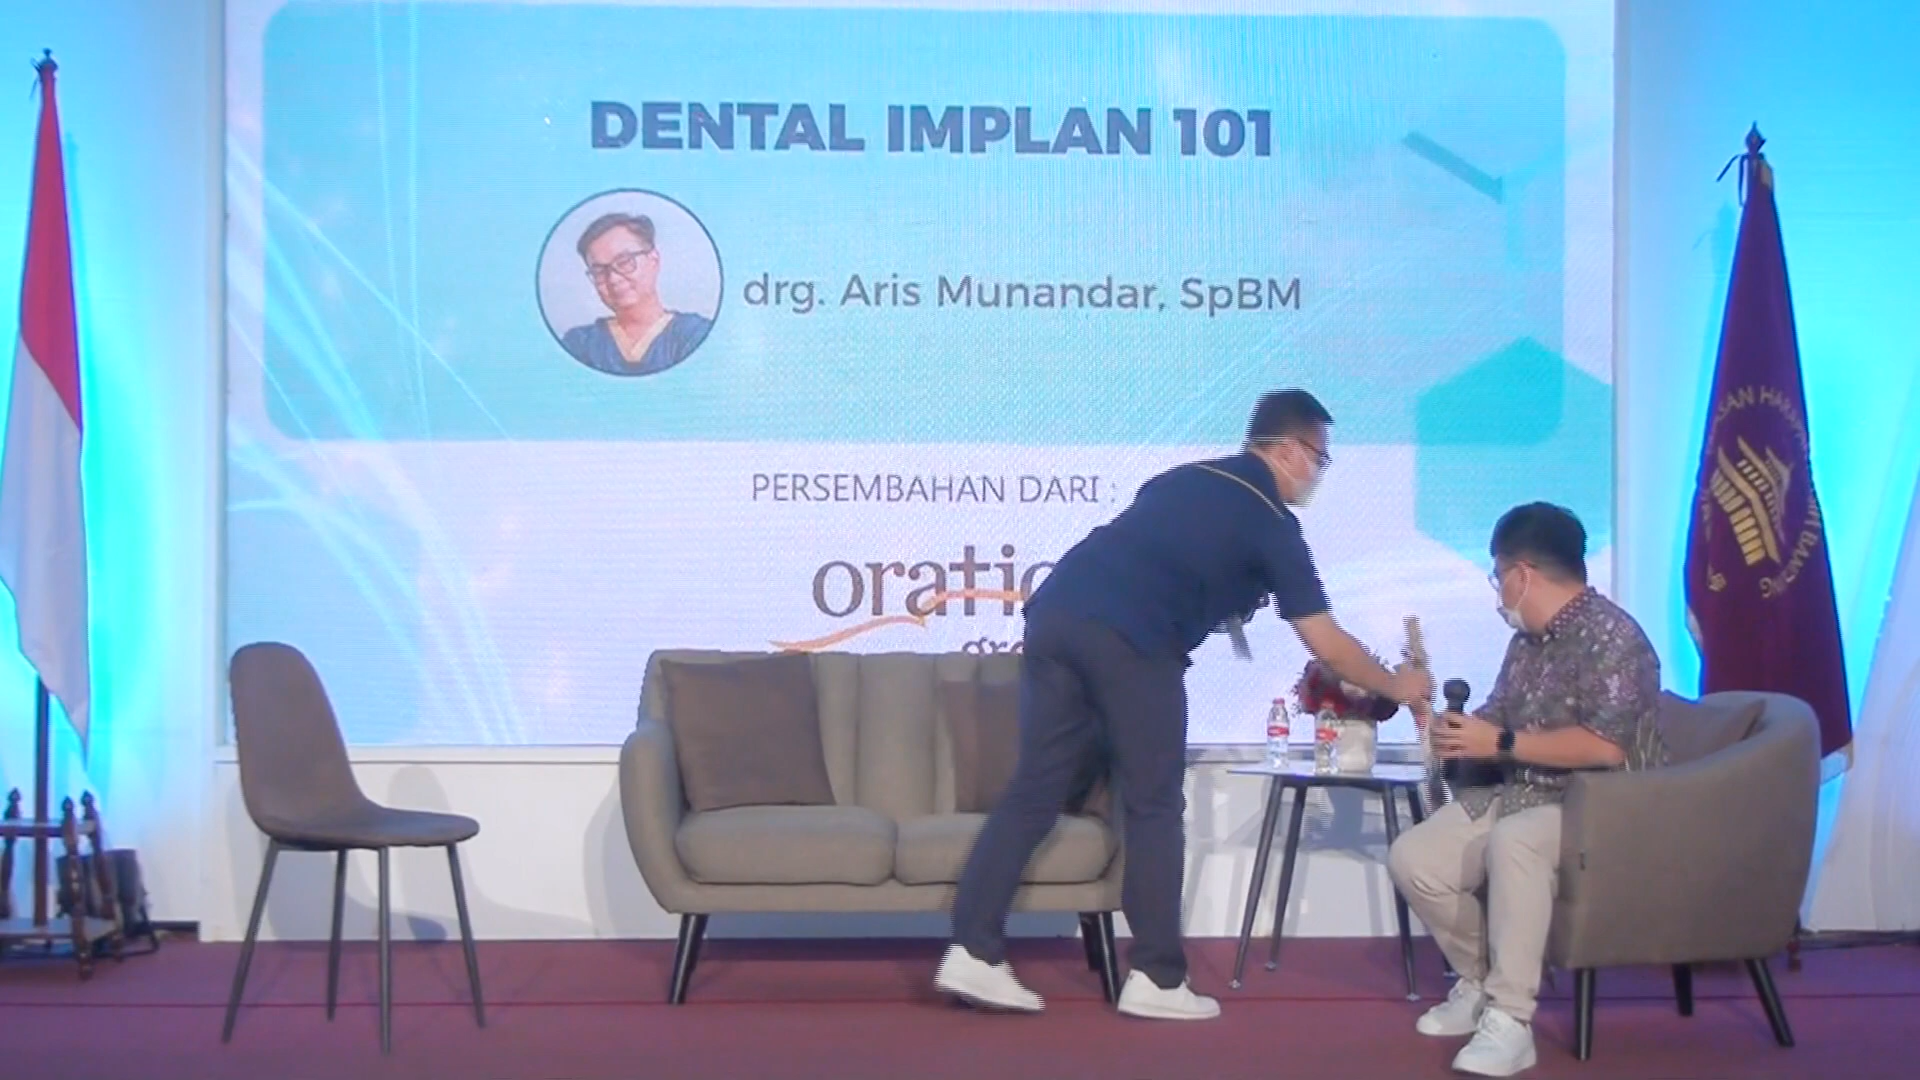 DENTAL IMPLAN 101
drg. Aris Munandar, SpBM
PERSEMBAHAN DARI :